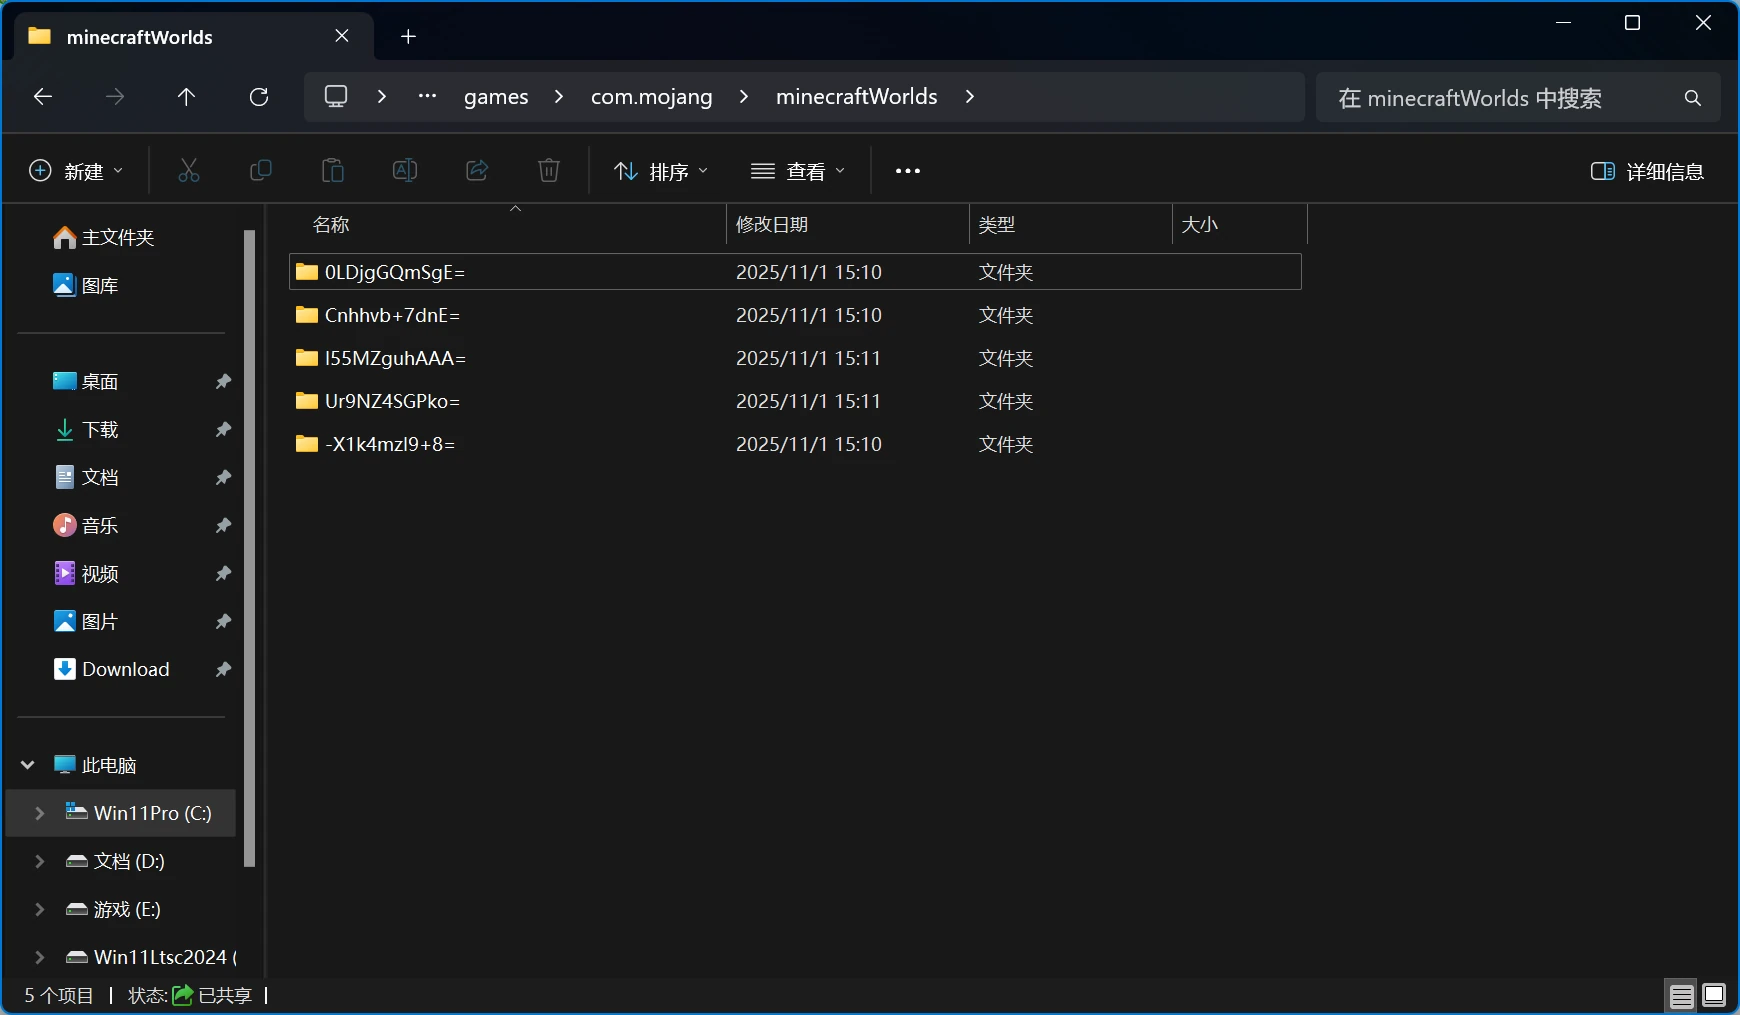 minecraftWorlds
games
com.mojang
minecraftWorlds
在 minecraftWorlds 中搜索
新建
排序
查看
详细信息
主文件夹
图库
桌面
下载
文档
音乐
视频
图片
Download
此电脑
Win11Pro (C:)
文档 (D:)
游戏 (E:)
Win11Ltsc2024 (
名称 修改日期 类型 大小
0LDjgGQmSgE= 2025/11/1 15:10 文件夹
Cnhhvb+7dnE= 2025/11/1 15:10 文件夹
I55MZguhAAA= 2025/11/1 15:11 文件夹
Ur9NZ4SGPko= 2025/11/1 15:11 文件夹
-X1k4mzI9+8= 2025/11/1 15:10 文件夹
5 个项目 状态: 已共享